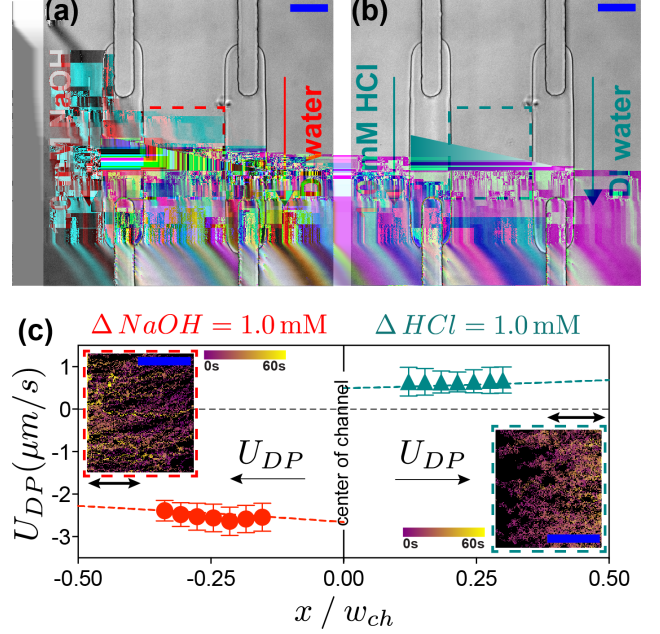 (a)
(b)
mM HCl
DI water
(c)
Δ NaOH = 1.0 mM
Δ HCl = 1.0 mM
U_DP (μm/s)
1
0
-1
-2
-3
0s 60s
U_DP
center of channel
U_DP
0s 60s
-0.50 -0.25 0.00 0.25 0.50
x / w_ch